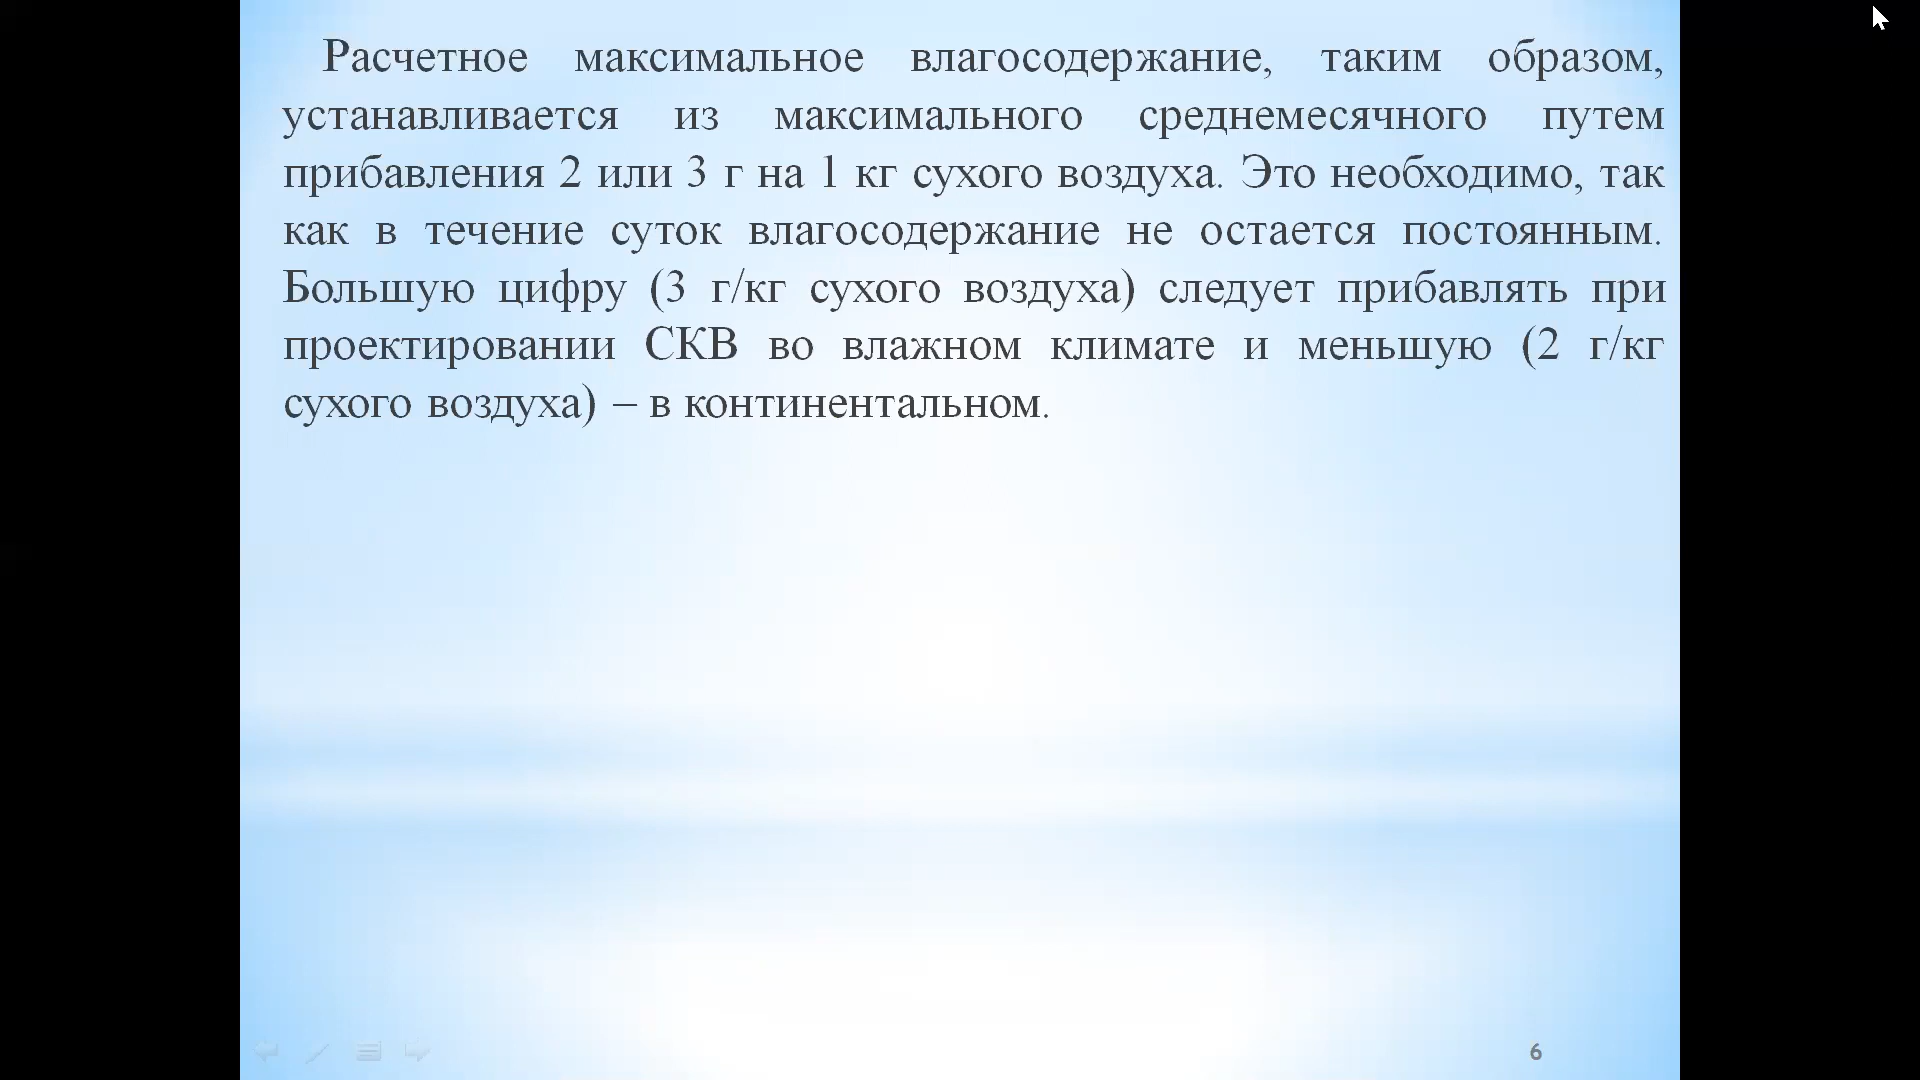 Расчетное максимальное влагосодержание, таким образом,
устанавливается из максимального среднемесячного путем
прибавления 2 или 3 г на 1 кг сухого воздуха. Это необходимо, так
как в течение суток влагосодержание не остается постоянным.
Большую цифру (3 г/кг сухого воздуха) следует прибавлять при
проектировании СКВ во влажном климате и меньшую (2 г/кг
сухого воздуха) – в континентальном.
6